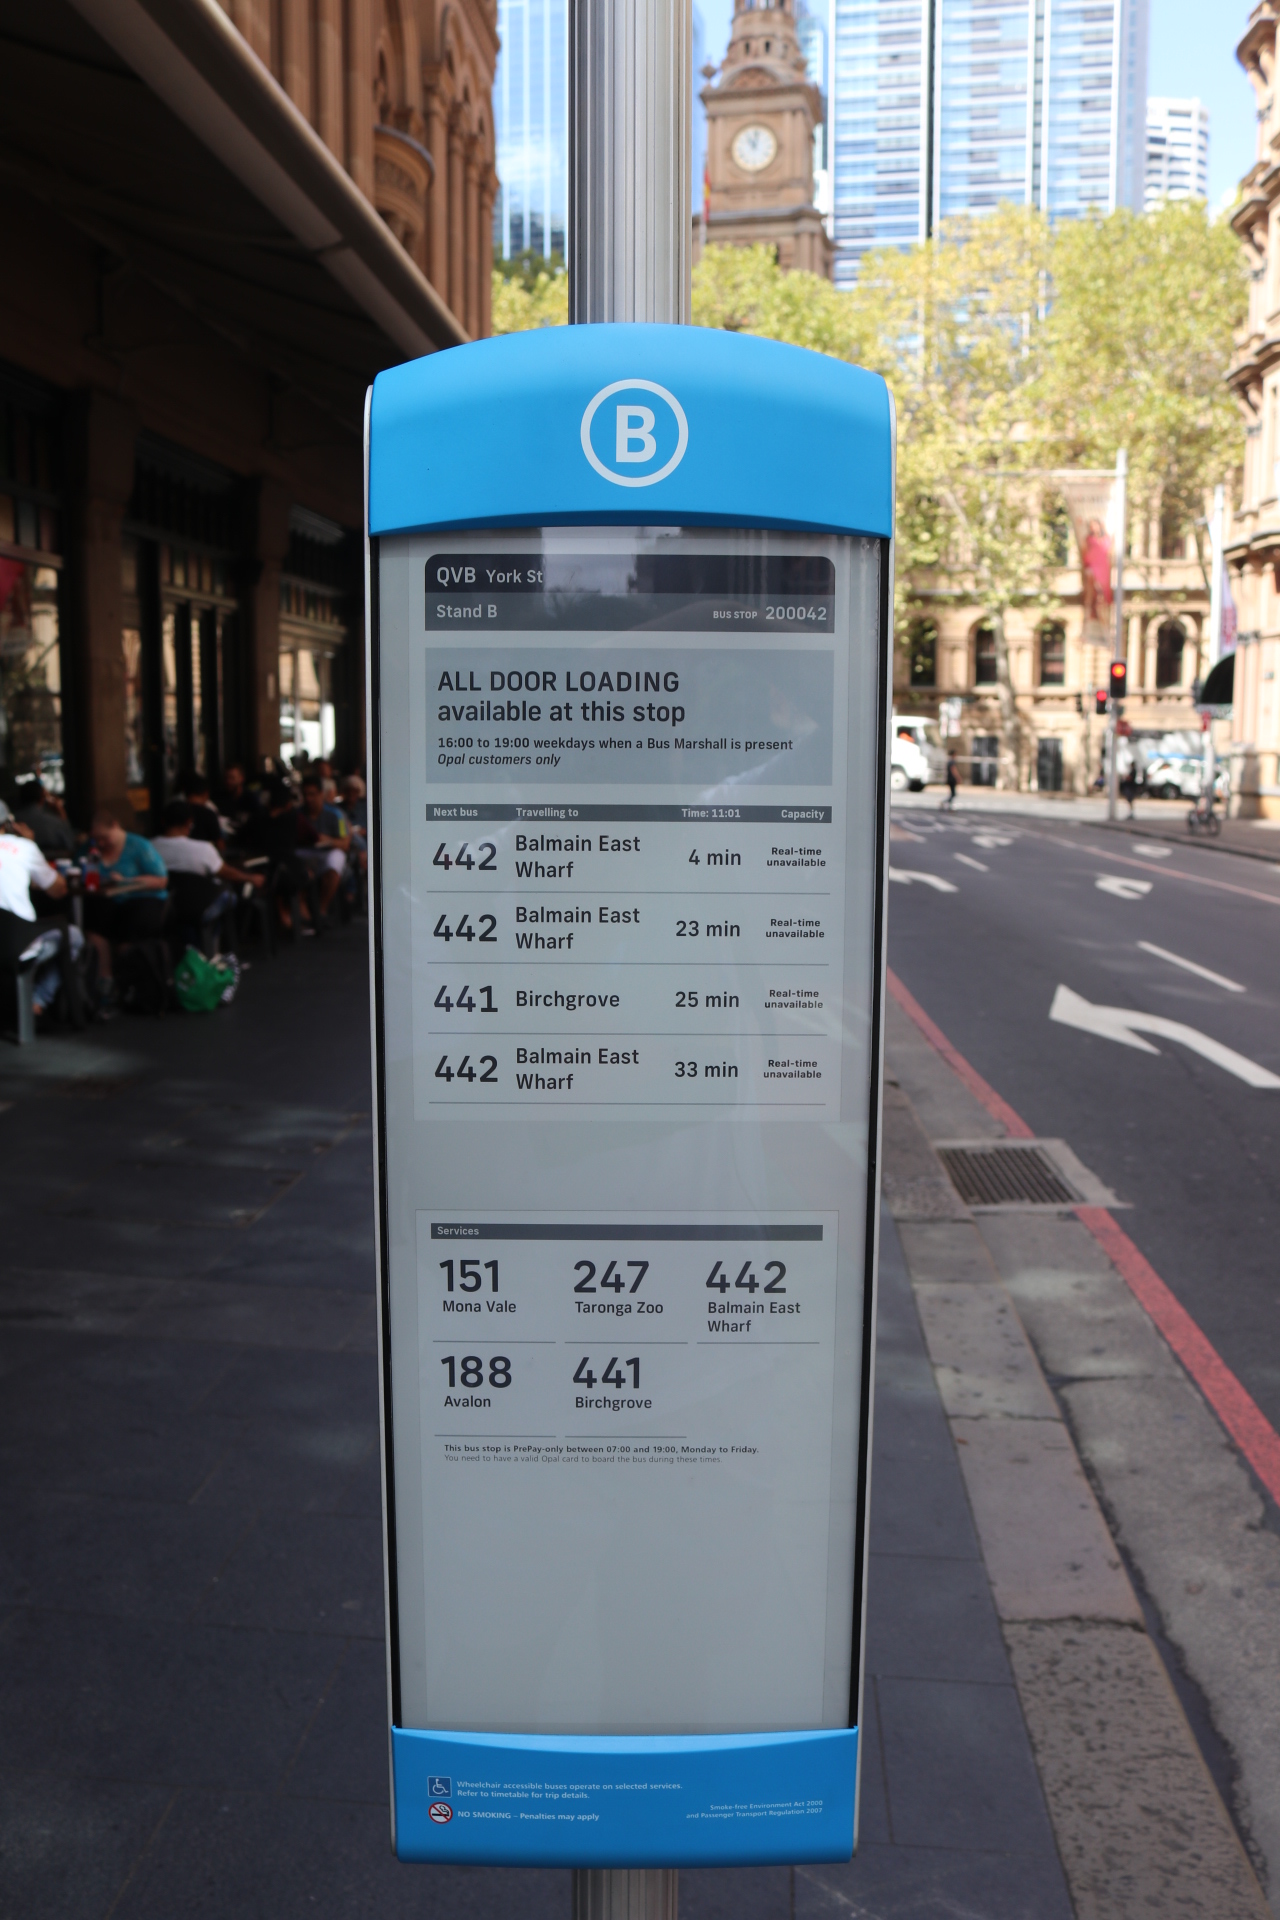 B
QVB York St
Stand B BUS STOP 200042
ALL DOOR LOADING
available at this stop
16:00 to 19:00 weekdays when a Bus Marshall is present
Opal customers only
Next bus Travelling to Time: 11:01 Capacity
442 Balmain East Wharf 4 min Real-time unavailable
442 Balmain East Wharf 23 min Real-time unavailable
441 Birchgrove 25 min Real-time unavailable
442 Balmain East Wharf 33 min Real-time unavailable
Services
151 247 442
Mona Vale Taronga Zoo Balmain East
Wharf
188 441
Avalon Birchgrove
This bus stop is PrePay-only between 07:00 and 19:00, Monday to Friday.
You need to have a valid Opal card to board the bus during these times.
Wheelchair accessible buses operate on selected services.
Refer to timetable for trip details.
NO SMOKING – Penalties may apply
Smoke-free Environment Act 2000
and Passenger Transport Regulation 2007